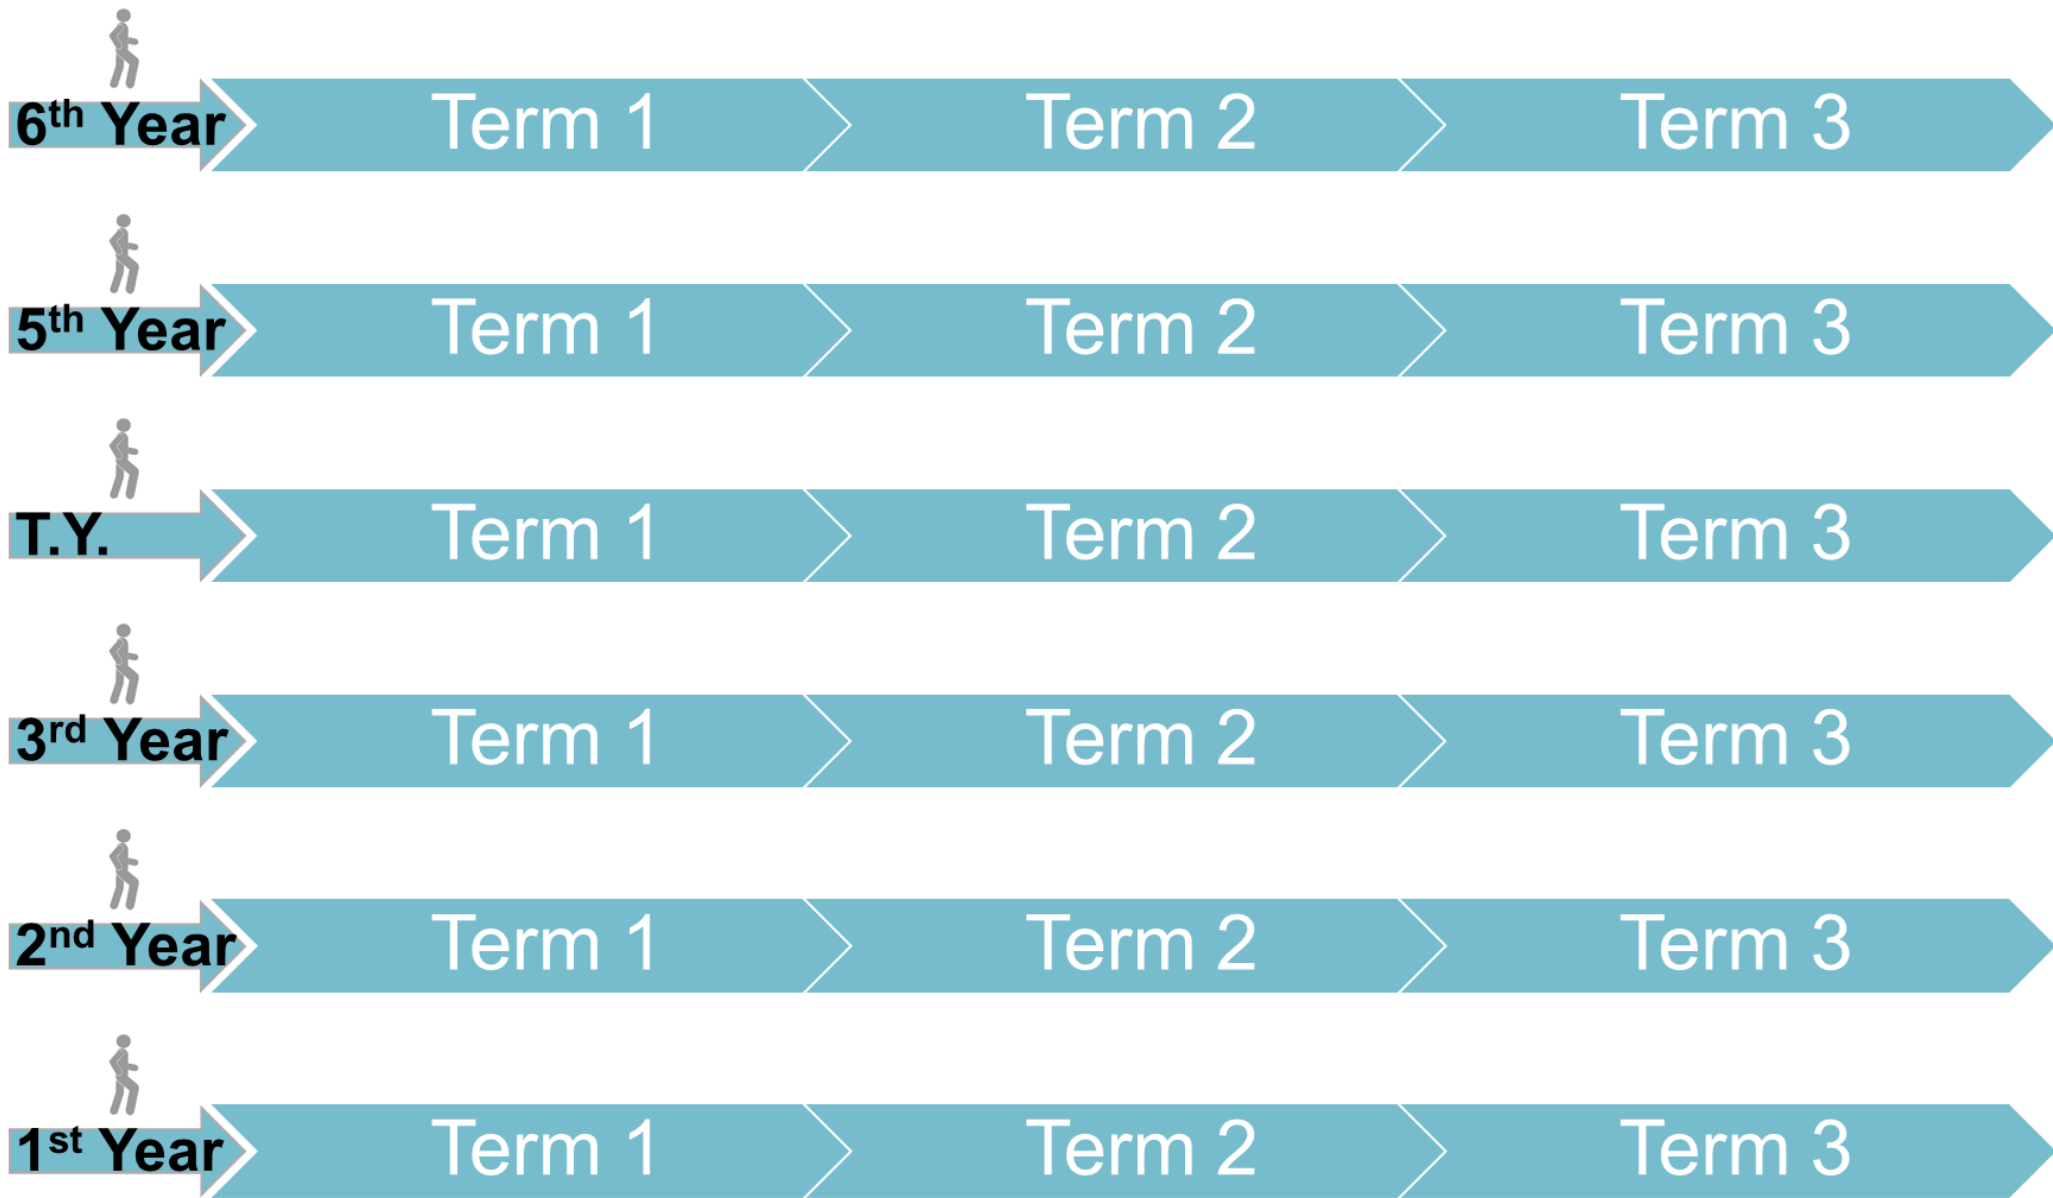 6th Year Term 1 Term 2 Term 3
5th Year Term 1 Term 2 Term 3
T.Y. Term 1 Term 2 Term 3
3rd Year Term 1 Term 2 Term 3
2nd Year Term 1 Term 2 Term 3
1st Year Term 1 Term 2 Term 3